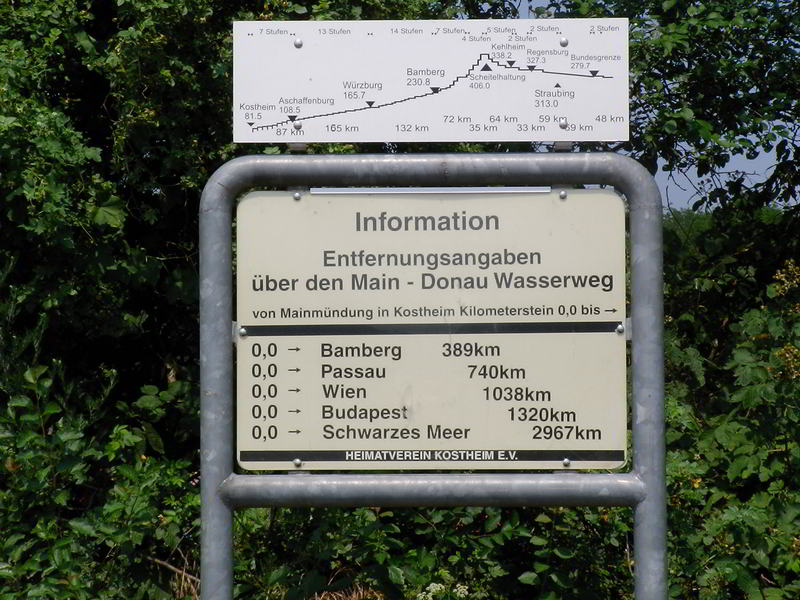 7 Stufen 13 Stufen 14 Stufen 7 Stufen 5 Stufen 2 Stufen 2 Stufen
4 Stufen 2 Stufen
Kehlheim
338.2
Regensburg
327.3
Bundesgrenze
279.7
Scheitelhaltung
406.0
Bamberg
230.8
Würzburg
165.7
Straubing
313.0
Aschaffenburg
108.5
Kostheim
81.5
72 km 64 km 59 km 48 km
87 km 165 km 132 km 35 km 33 km 69 km
Information
Entfernungsangaben
über den Main - Donau Wasserweg
von Mainmündung in Kostheim Kilometerstein 0,0 bis →
0,0 → Bamberg 389km
0,0 → Passau 740km
0,0 → Wien 1038km
0,0 → Budapest 1320km
0,0 → Schwarzes Meer 2967km
HEIMATVEREIN KOSTHEIM E.V.